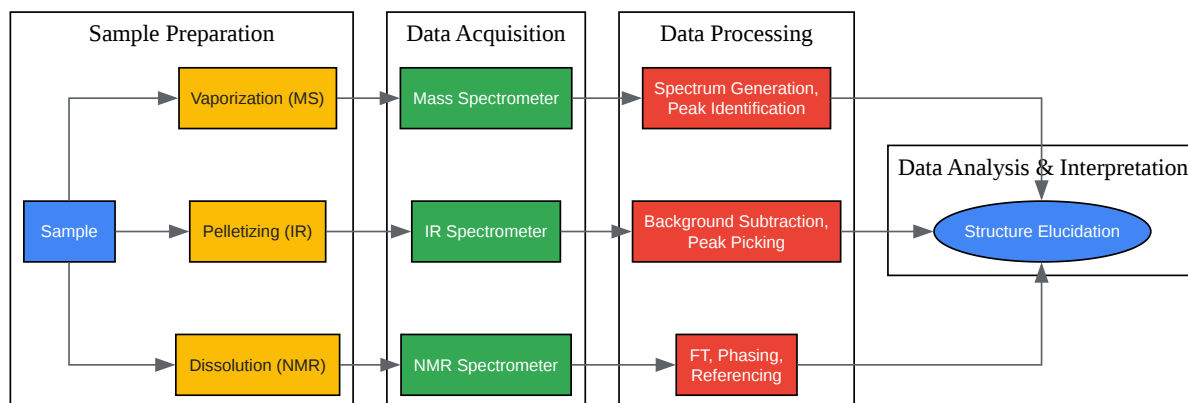 Sample Preparation
Data Acquisition
Data Processing
Vaporization (MS)
Mass Spectrometer
Spectrum Generation,
Peak Identification
Data Analysis & Interpretation
Sample
Pelletizing (IR)
IR Spectrometer
Background Subtraction,
Peak Picking
Structure Elucidation
Dissolution (NMR)
NMR Spectrometer
FT, Phasing,
Referencing